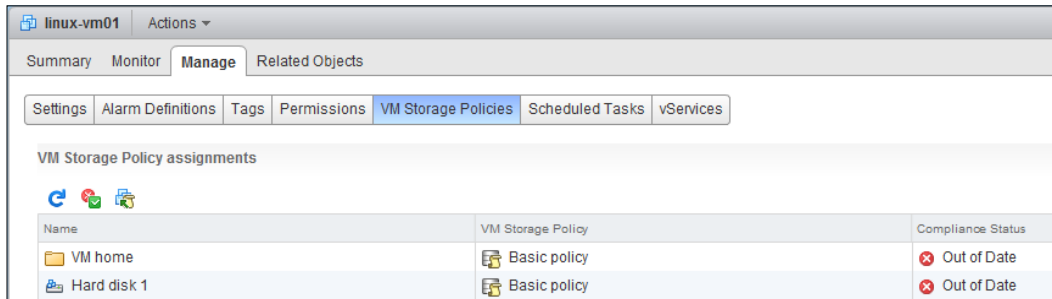 linux-vm01 Actions
Summary Monitor Manage Related Objects
Settings Alarm Definitions Tags Permissions VM Storage Policies Scheduled Tasks vServices
VM Storage Policy assignments
Name VM Storage Policy Compliance Status
VM home Basic policy Out of Date
Hard disk 1 Basic policy Out of Date